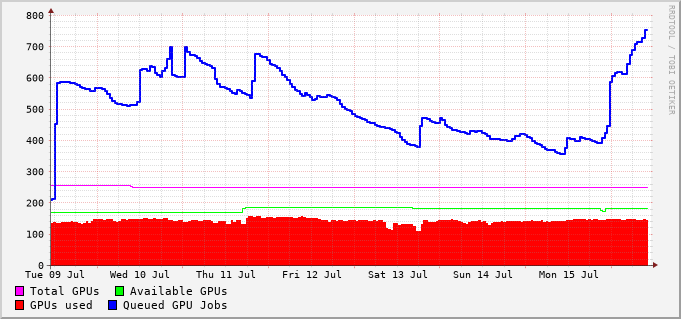 800
700
600
500
400
300
200
100
0
Tue 09 Jul Wed 10 Jul Thu 11 Jul Fri 12 Jul Sat 13 Jul Sun 14 Jul Mon 15 Jul
Total GPUs Available GPUs
GPUs used Queued GPU Jobs
RRDTOOL / TOBI OETIKER